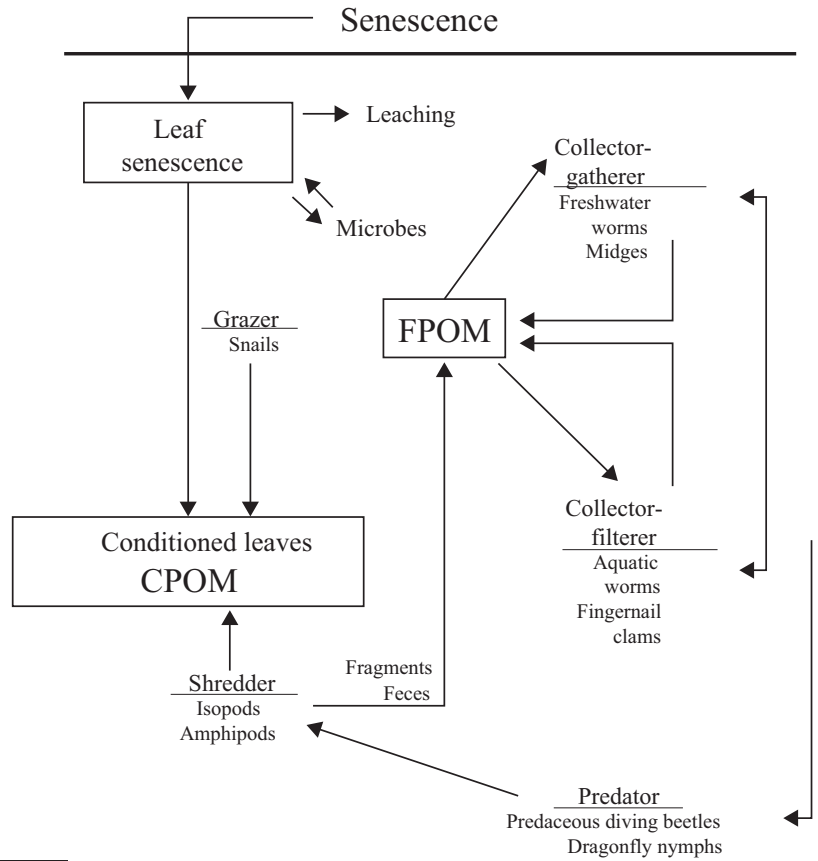 Senescence
Leaf
senescence
Leaching
Microbes
Collector-
gatherer
Freshwater
worms
Midges
Grazer
Snails
FPOM
Conditioned leaves
CPOM
Collector-
filterer
Aquatic
worms
Fingernail
clams
Fragments
Feces
Shredder
Isopods
Amphipods
Predator
Predaceous diving beetles
Dragonfly nymphs